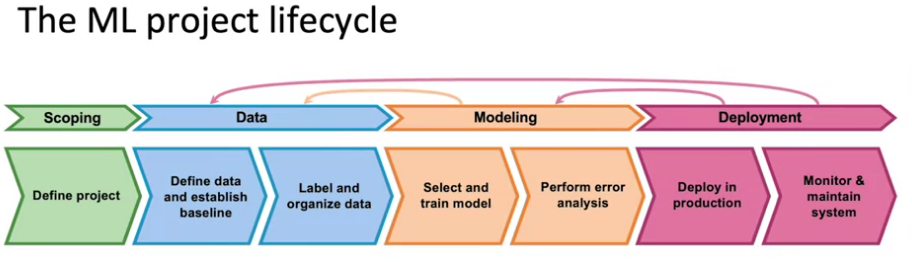 The ML project lifecycle
Scoping
Data
Modeling
Deployment
Define project
Define data
and establish
baseline
Label and
organize data
Select and
train model
Perform error
analysis
Deploy in
production
Monitor &
maintain
system